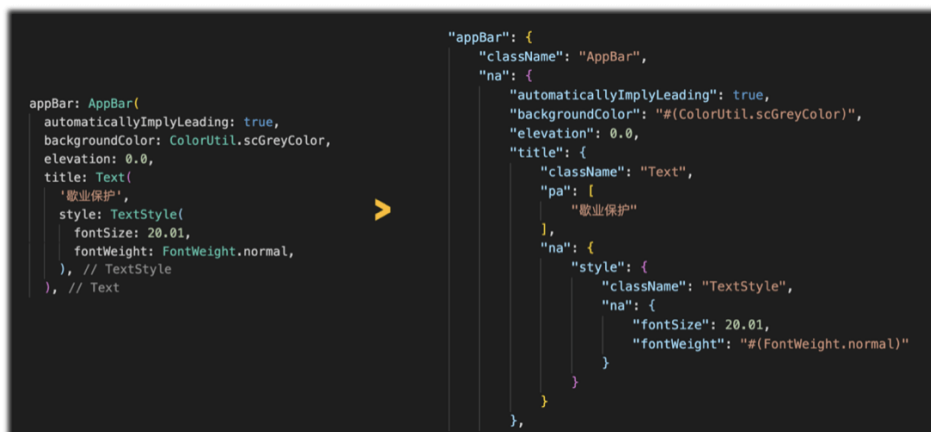 appBar: AppBar(
  automaticallyImplyLeading: true,
  backgroundColor: ColorUtil.scGreyColor,
  elevation: 0.0,
  title: Text(
    '歇业保护',
    style: TextStyle(
      fontSize: 20.01,
      fontWeight: FontWeight.normal,
    ), // TextStyle
  ), // Text
>
"appBar": {
    "className": "AppBar",
    "na": {
        "automaticallyImplyLeading": true,
        "backgroundColor": "#(ColorUtil.scGreyColor)",
        "elevation": 0.0,
        "title": {
            "className": "Text",
            "pa": [
                "歇业保护"
            ],
            "na": {
                "style": {
                    "className": "TextStyle",
                    "na": {
                        "fontSize": 20.01,
                        "fontWeight": "#(FontWeight.normal)"
                    }
                }
            }
        },